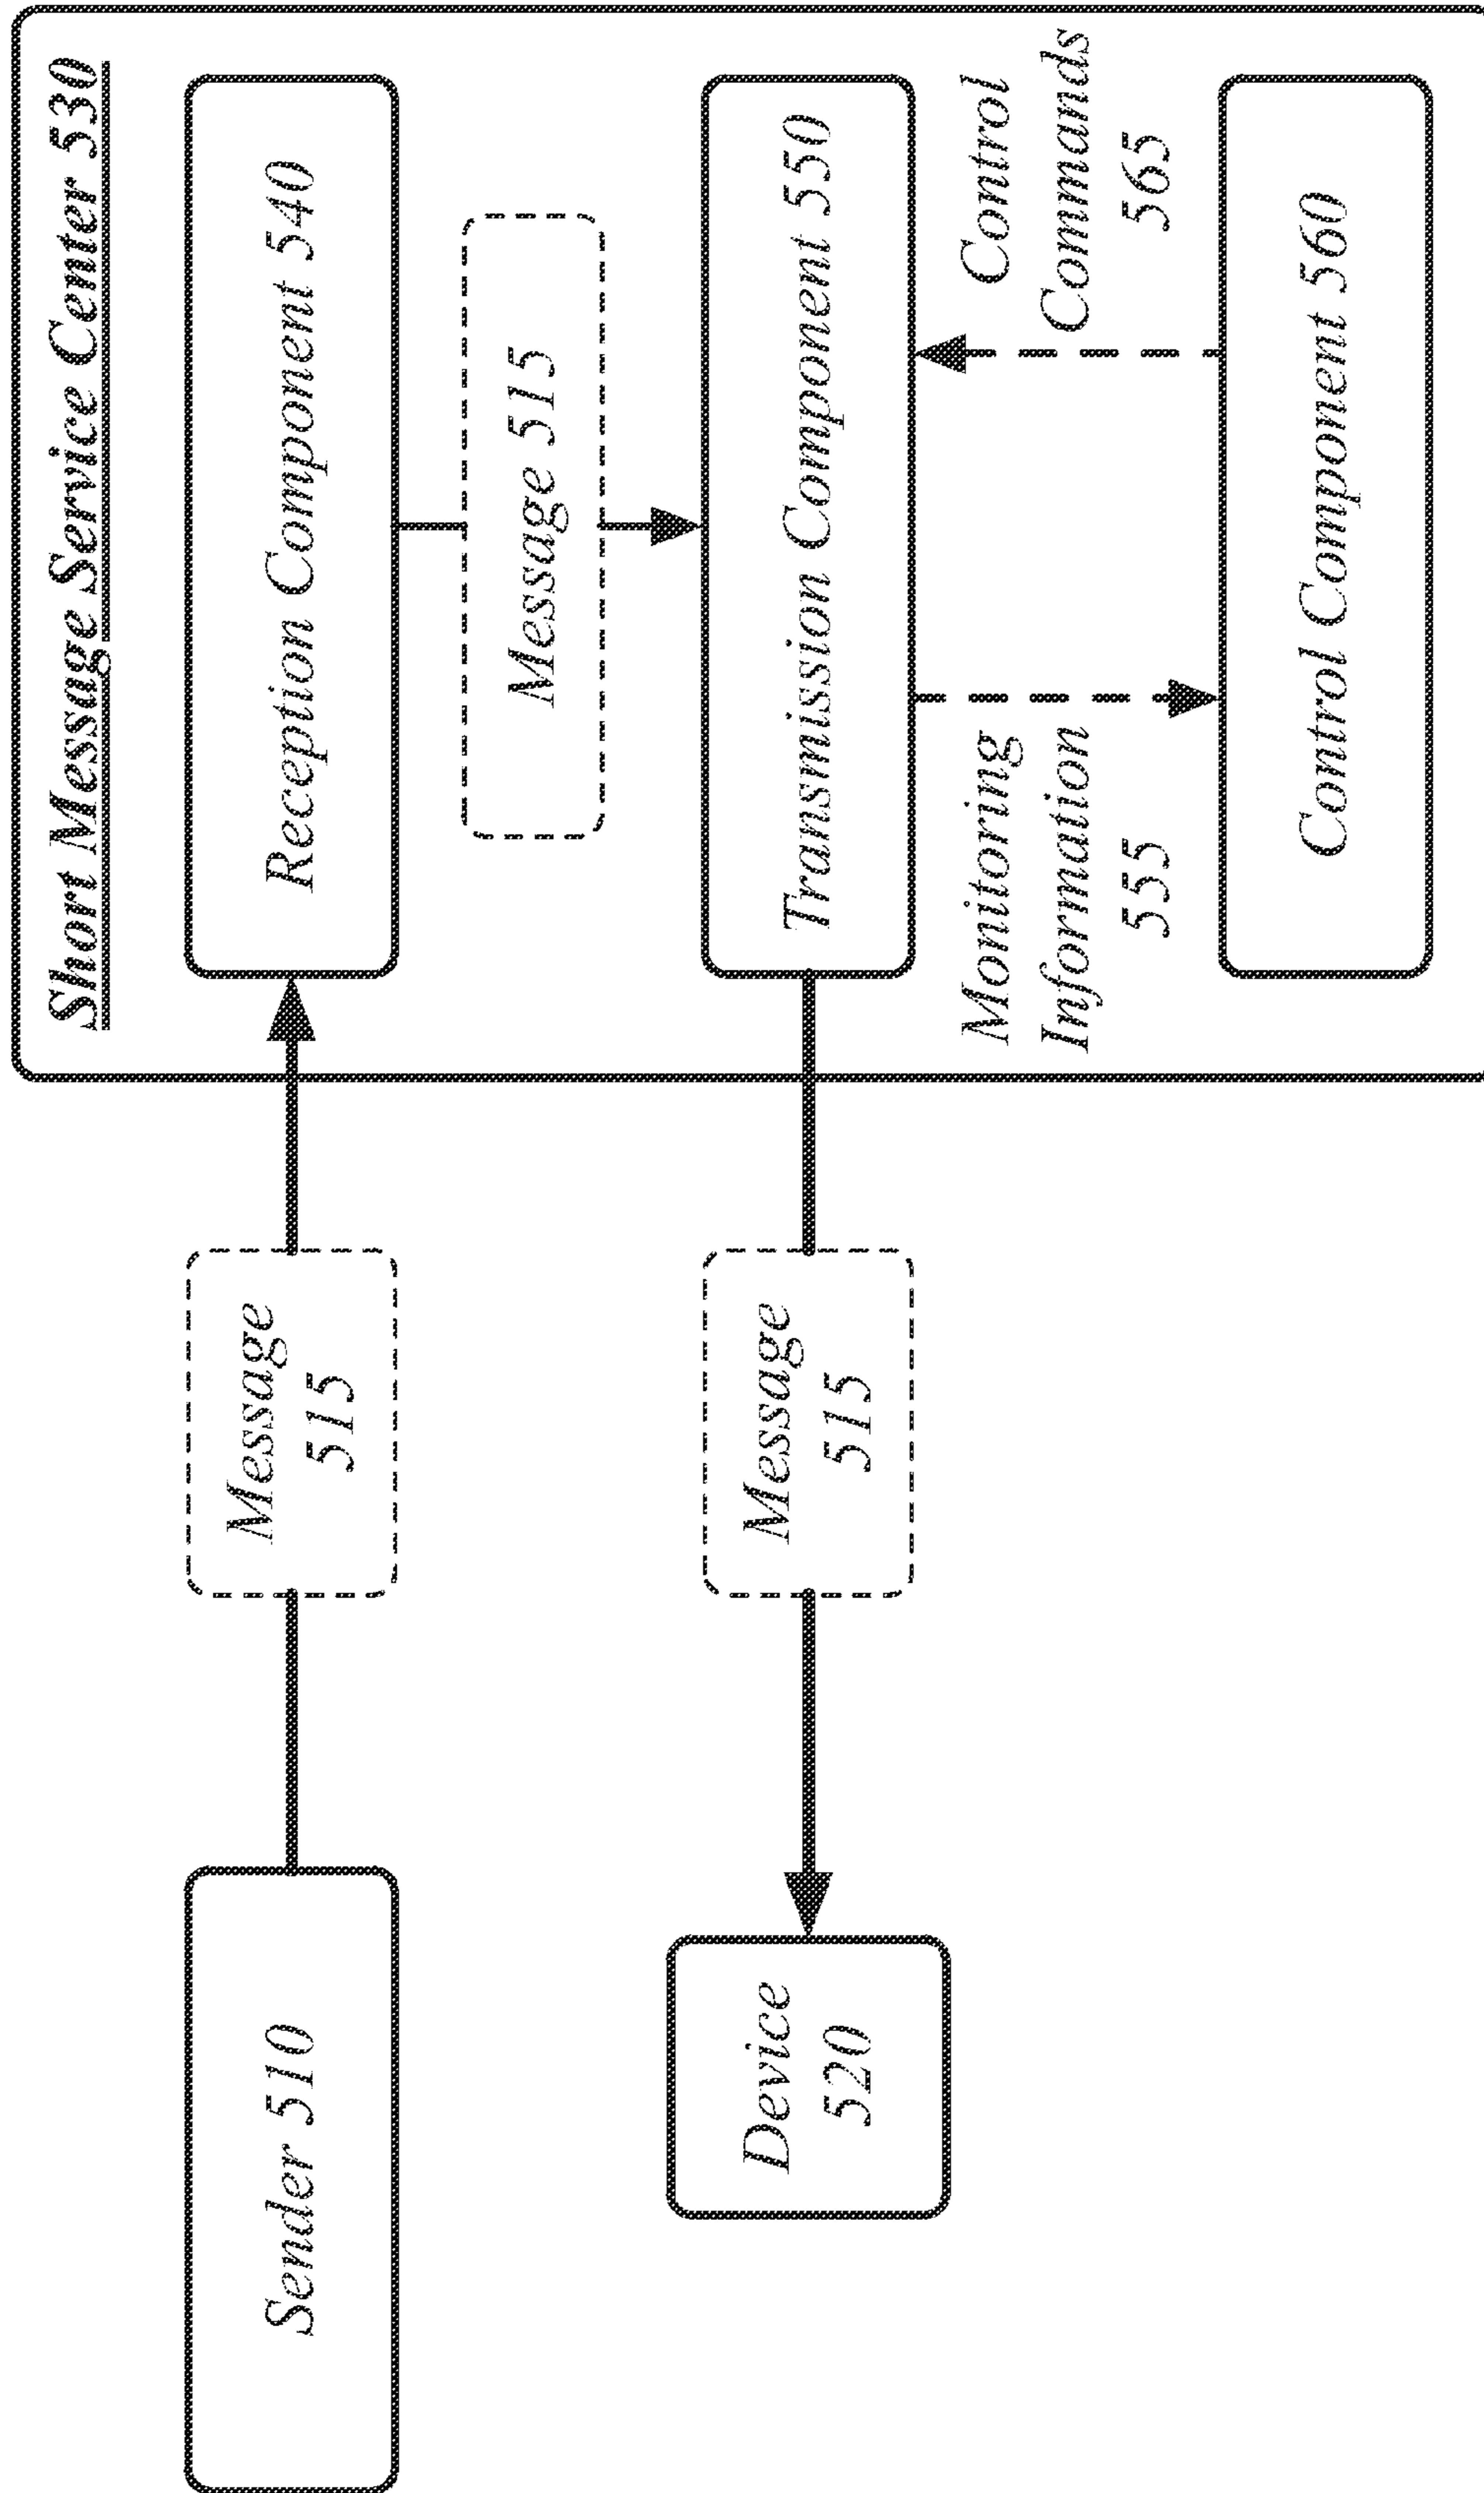 Short Message Service Center 530
Sender 510
Message
515
Reception Component 540
Message 515
Device
520
Message
515
Transmission Component 550
Monitoring
Information
555
Control
Commands
565
Control Component 560